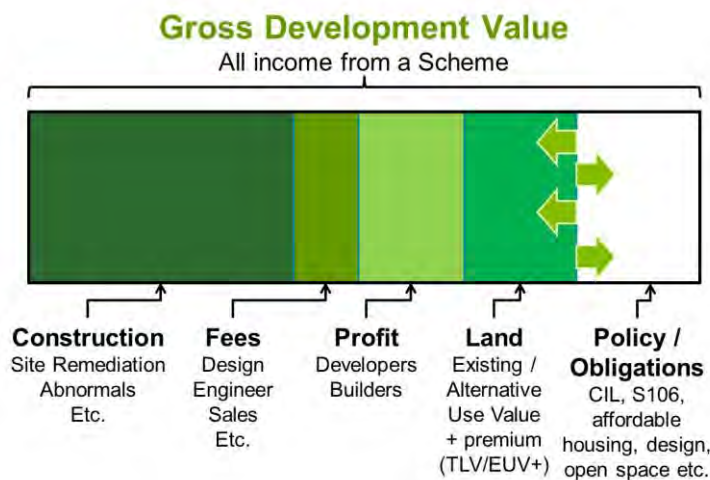 Gross Development Value
All income from a Scheme
Construction
Site Remediation
Abnormals
Etc.
Fees
Design
Engineer
Sales
Etc.
Profit
Developers
Builders
Land
Existing /
Alternative
Use Value
+ premium
(TLV/EUV+)
Policy /
Obligations
CIL, S106,
affordable
housing, design,
open space etc.